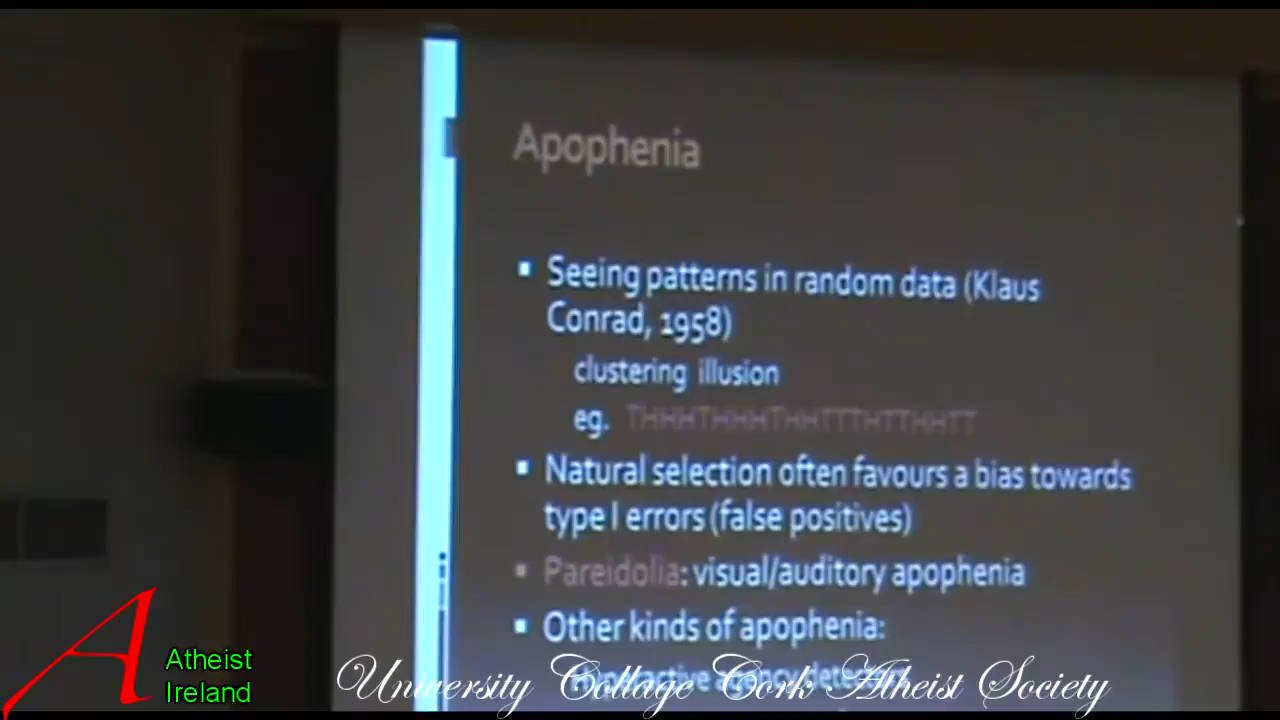 Apophenia
▪ Seeing patterns in random data (Klaus
Conrad, 1958)
clustering illusion
eg. THHHTHHHTHHTTTHTTHHTT
▪ Natural selection often favours a bias towards
type I errors (false positives)
▪ Pareidolia: visual/auditory apophenia
▪ Other kinds of apophenia:
A Atheist
Ireland
University Collage Cork Atheist Society